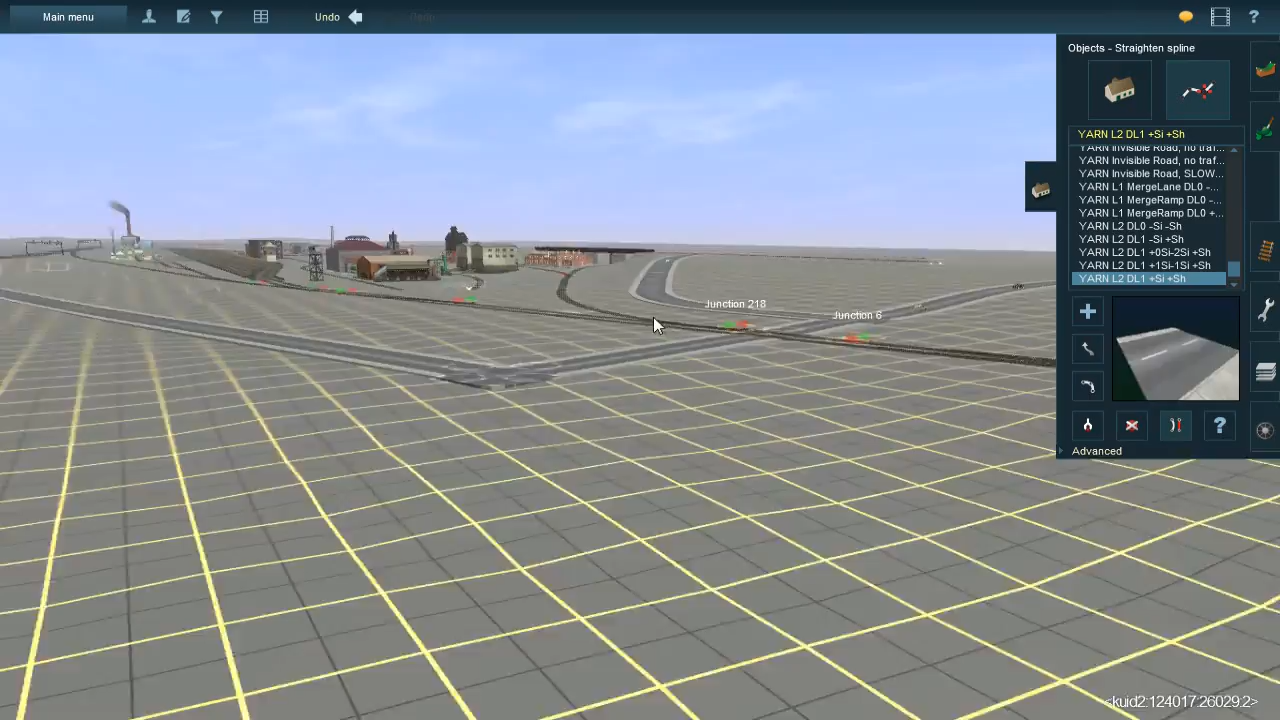 Main menu
Undo
Redo
?
Objects - Straighten spline
YARN L2 DL1 +Si +Sh
YARN Invisible Road, no traf...
YARN Invisible Road, no traf...
YARN Invisible Road, SLOW...
YARN L1 MergeLane DL0 -...
YARN L1 MergeRamp DL0 -...
YARN L1 MergeRamp DL0 +...
YARN L2 DL0 -Si -Sh
YARN L2 DL1 -Si +Sh
YARN L2 DL1 +0Si-2Si +Sh
YARN L2 DL1 +1Si-1Si +Sh
YARN L2 DL1 +Si +Sh
Junction 218
Junction 6
?
Advanced
<kuid2:124017:26029:2>